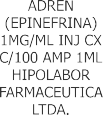 ADREN
(EPINEFRINA)
1MG/ML INJ CX
C/100 AMP 1ML
HIPOLABOR
FARMACEUTICA
LTDA.